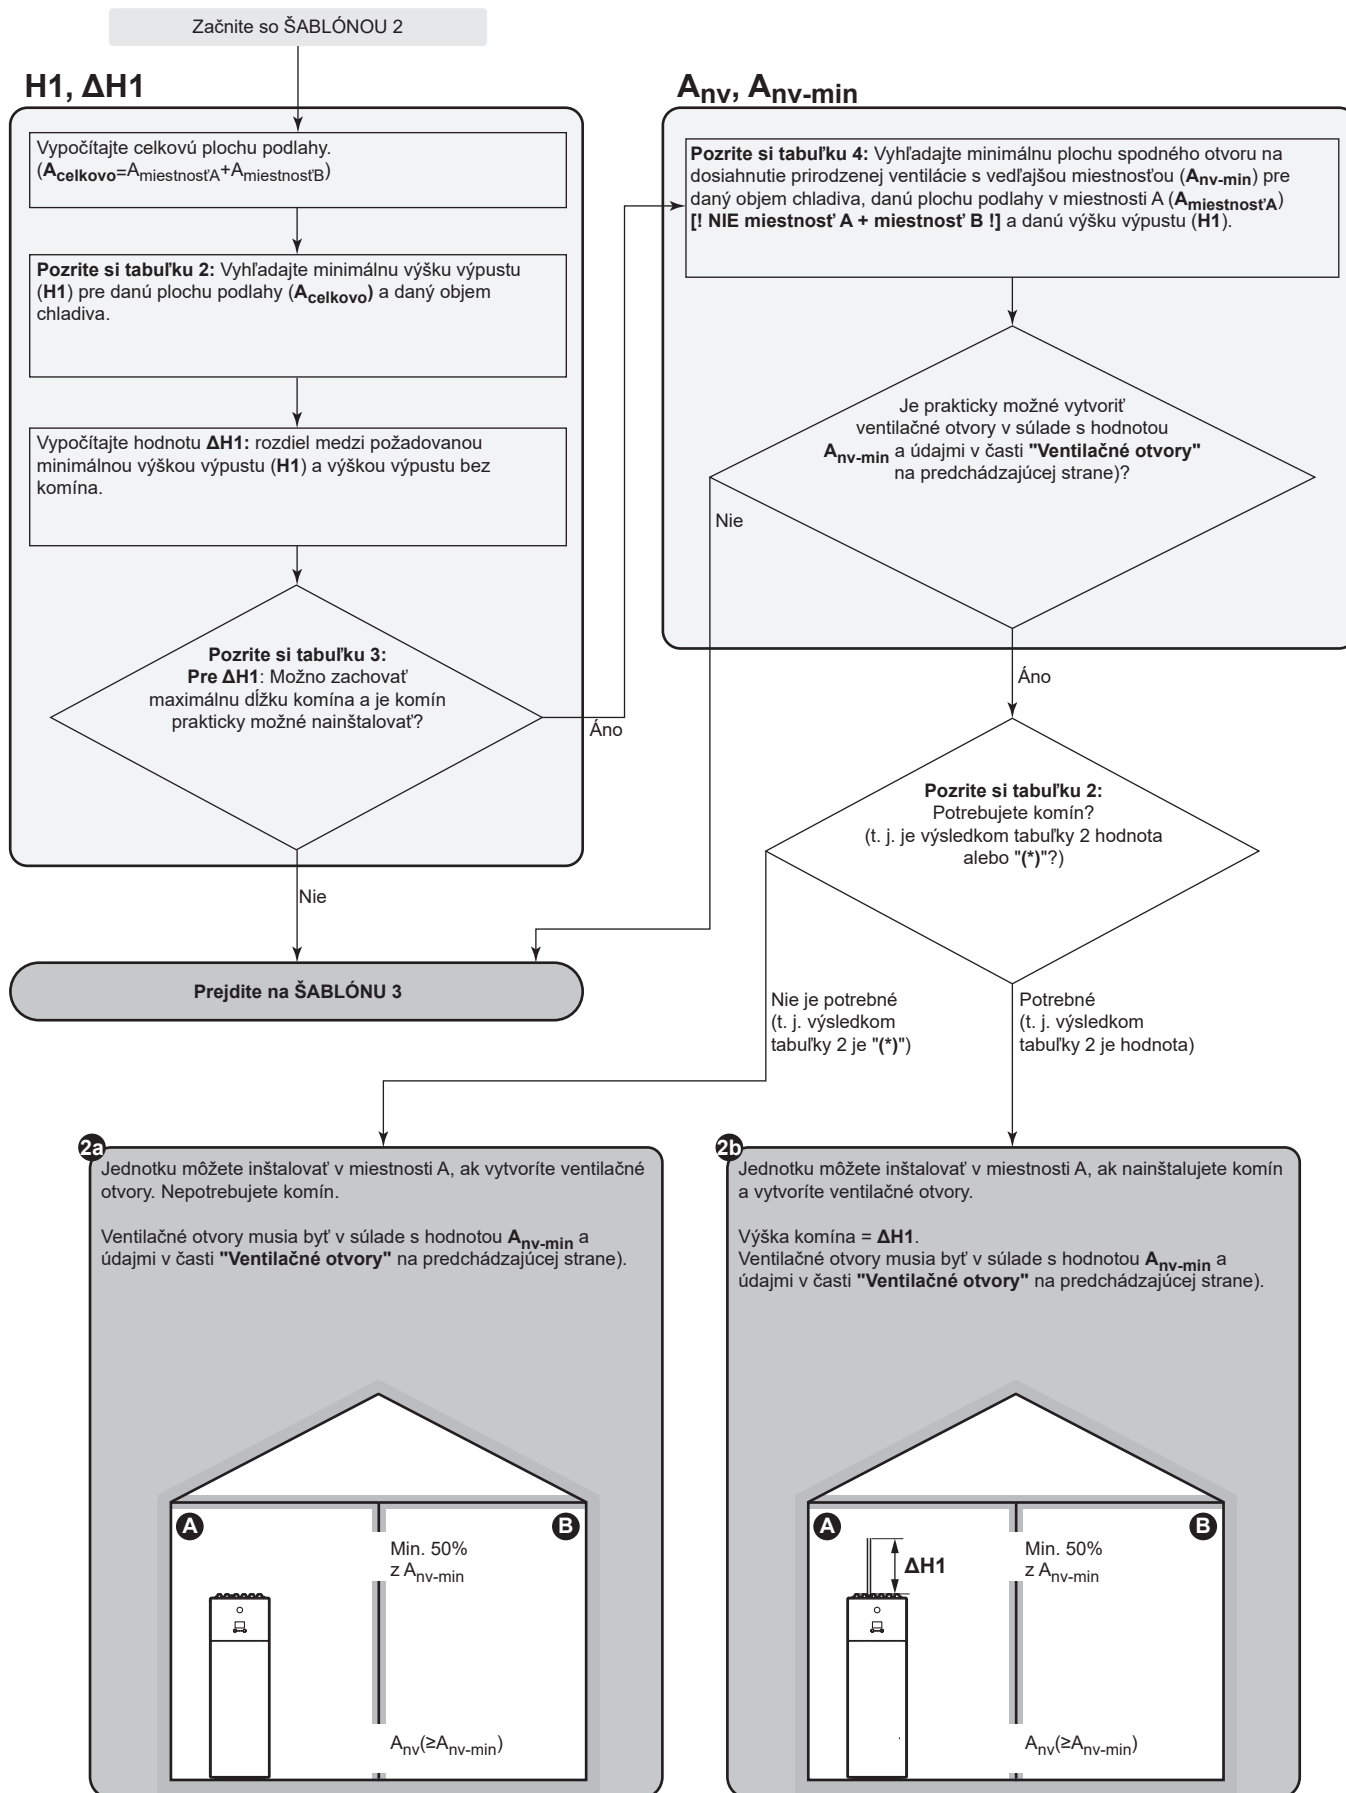 Začnite so ŠABLÓNOU 2
H1, ΔH1
Vypočítajte celkovú plochu podlahy.
(Acelkovo=AmiestnosťA+AmiestnosťB)
Pozrite si tabuľku 2: Vyhľadajte minimálnu výšku výpustu
(H1) pre danú plochu podlahy (Acelkovo) a daný objem
chladiva.
Vypočítajte hodnotu ΔH1: rozdiel medzi požadovanou
minimálnou výškou výpustu (H1) a výškou výpustu bez
komína.
Pozrite si tabuľku 3:
Pre ΔH1: Možno zachovať
maximálnu dĺžku komína a je komín
prakticky možné nainštalovať?
Áno
Nie
Prejdite na ŠABLÓNU 3
Anv, Anv-min
Pozrite si tabuľku 4: Vyhľadajte minimálnu plochu spodného otvoru na
dosiahnutie prirodzenej ventilácie s vedľajšou miestnosťou (Anv-min) pre
daný objem chladiva, danú plochu podlahy v miestnosti A (AmiestnosťA)
[! NIE miestnosť A + miestnosť B !] a danú výšku výpustu (H1).
Je prakticky možné vytvoriť
ventilačné otvory v súlade s hodnotou
Anv-min a údajmi v časti "Ventilačné otvory"
na predchádzajúcej strane)?
Nie
Áno
Pozrite si tabuľku 2:
Potrebujete komín?
(t. j. je výsledkom tabuľky 2 hodnota
alebo "(*)"?)
Nie je potrebné
(t. j. výsledkom
tabuľky 2 je "(*)")
Potrebné
(t. j. výsledkom
tabuľky 2 je hodnota)
2a
Jednotku môžete inštalovať v miestnosti A, ak vytvoríte ventilačné
otvory. Nepotrebujete komín.
Ventilačné otvory musia byť v súlade s hodnotou Anv-min a
údajmi v časti "Ventilačné otvory" na predchádzajúcej strane).
A
B
Min. 50%
z Anv-min
Anv(≥Anv-min)
2b
Jednotku môžete inštalovať v miestnosti A, ak nainštalujete komín
a vytvoríte ventilačné otvory.
Výška komína = ΔH1.
Ventilačné otvory musia byť v súlade s hodnotou Anv-min a
údajmi v časti "Ventilačné otvory" na predchádzajúcej strane).
A
B
ΔH1
Min. 50%
z Anv-min
Anv(≥Anv-min)